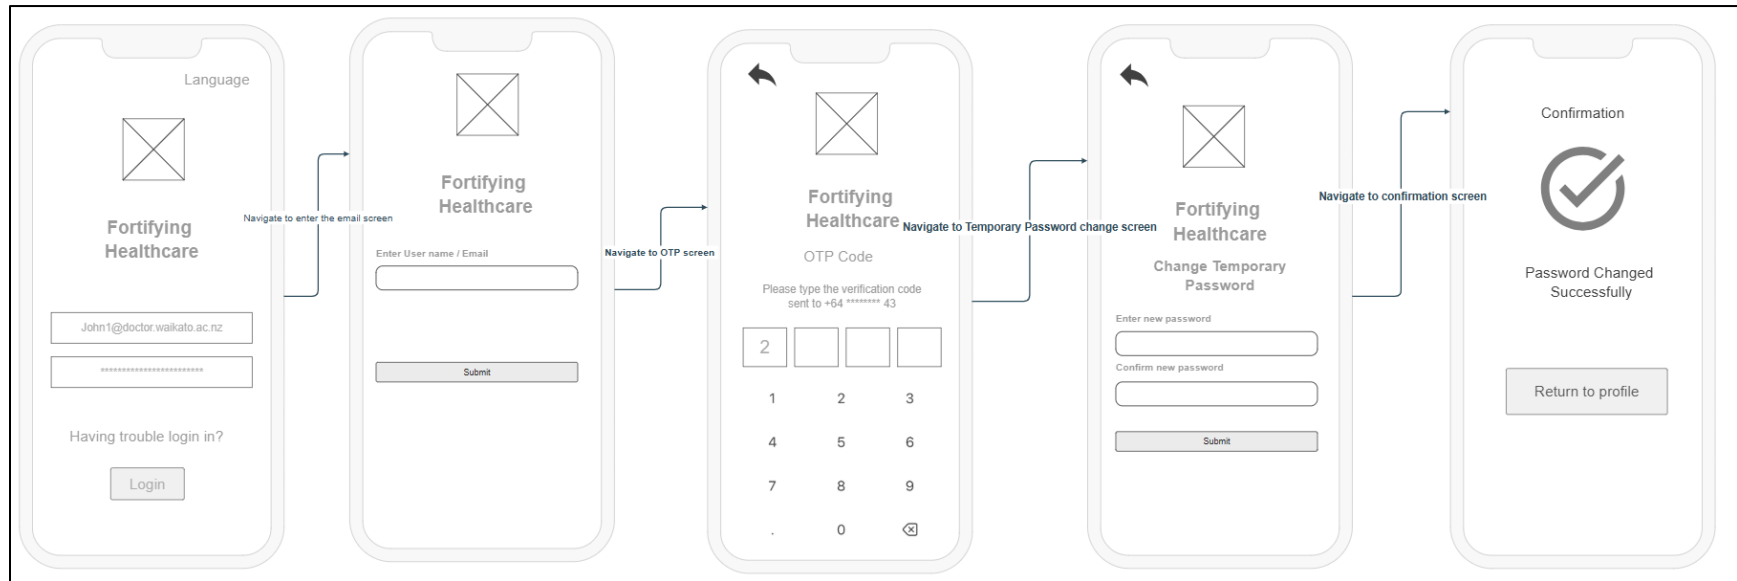 Language
Fortifying
Healthcare
John1@doctor.waikato.ac.nz
************************
Having trouble login in?
Login
Navigate to enter the email screen
Fortifying
Healthcare
Enter User name / Email
Submit
Navigate to OTP screen
Fortifying
Healthcare
OTP Code
Please type the verification code
sent to +64 ******** 43
2
1 2 3
4 5 6
7 8 9
. 0
Navigate to Temporary Password change screen
Fortifying
Healthcare
Change Temporary
Password
Enter new password
Confirm new password
Submit
Navigate to confirmation screen
Confirmation
Password Changed
Successfully
Return to profile